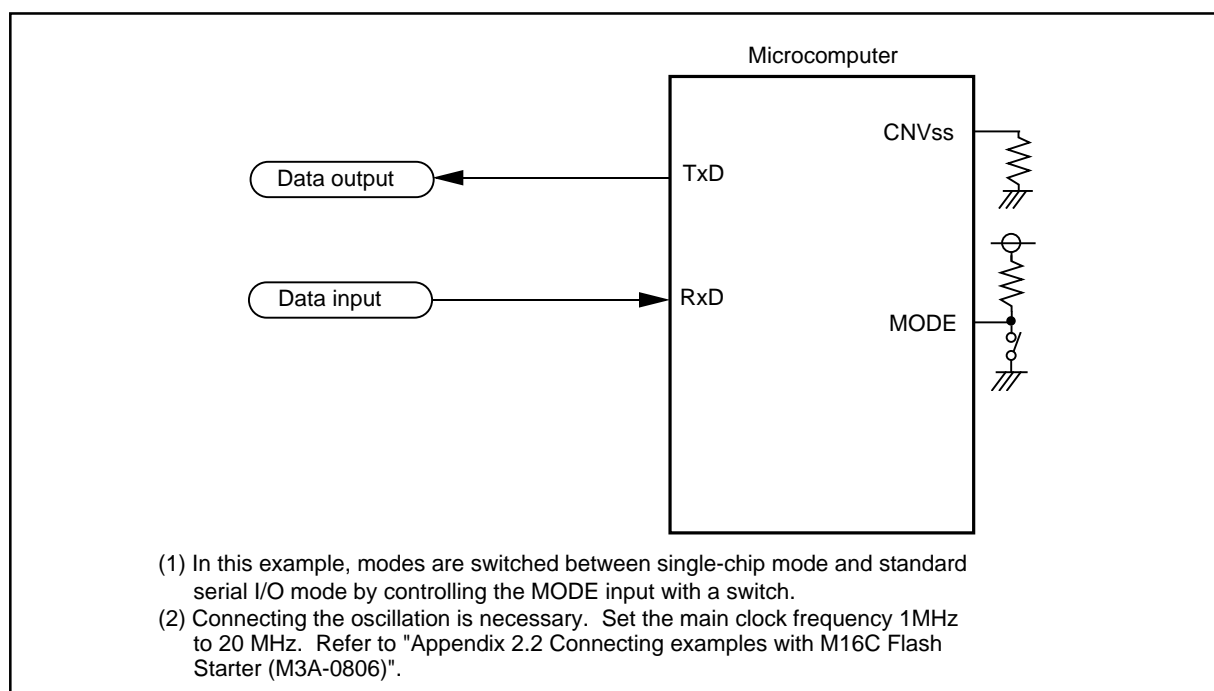 Microcomputer
CNVss
Data output
TxD
Data input
RxD
MODE
(1) In this example, modes are switched between single-chip mode and standard
serial I/O mode by controlling the MODE input with a switch.
(2) Connecting the oscillation is necessary. Set the main clock frequency 1MHz
to 20 MHz. Refer to "Appendix 2.2 Connecting examples with M16C Flash
Starter (M3A-0806)".